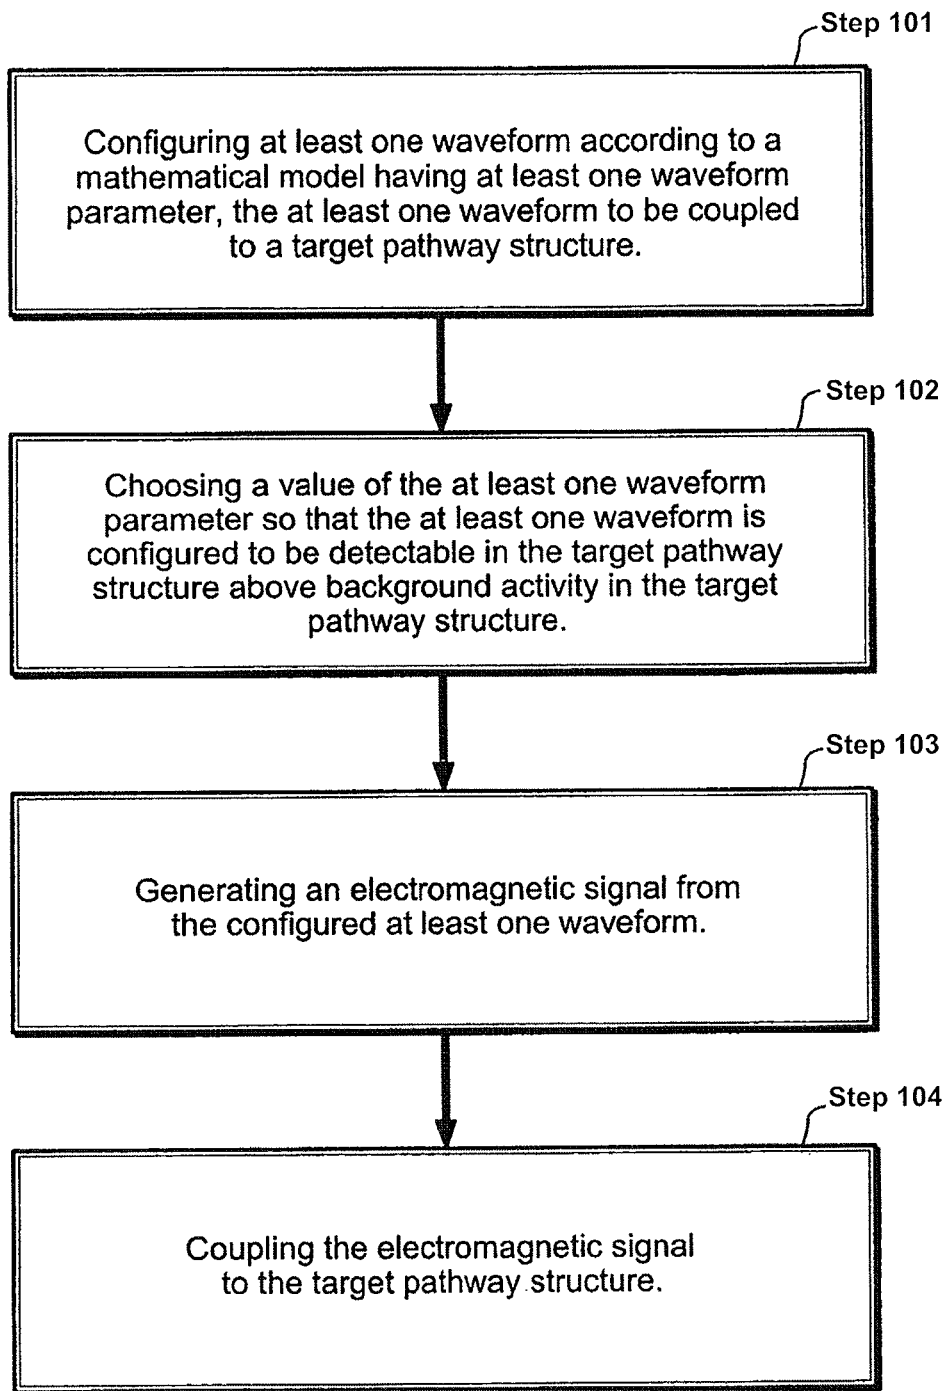 Step 101
Configuring at least one waveform according to a
mathematical model having at least one waveform
parameter, the at least one waveform to be coupled
to a target pathway structure.
Step 102
Choosing a value of the at least one waveform
parameter so that the at least one waveform is
configured to be detectable in the target pathway
structure above background activity in the target
pathway structure.
Step 103
Generating an electromagnetic signal from
the configured at least one waveform.
Step 104
Coupling the electromagnetic signal
to the target pathway structure.